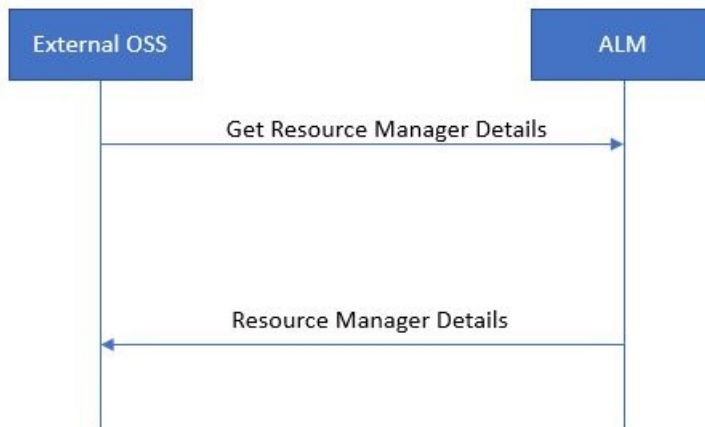 External OSS
ALM
Get Resource Manager Details
Resource Manager Details